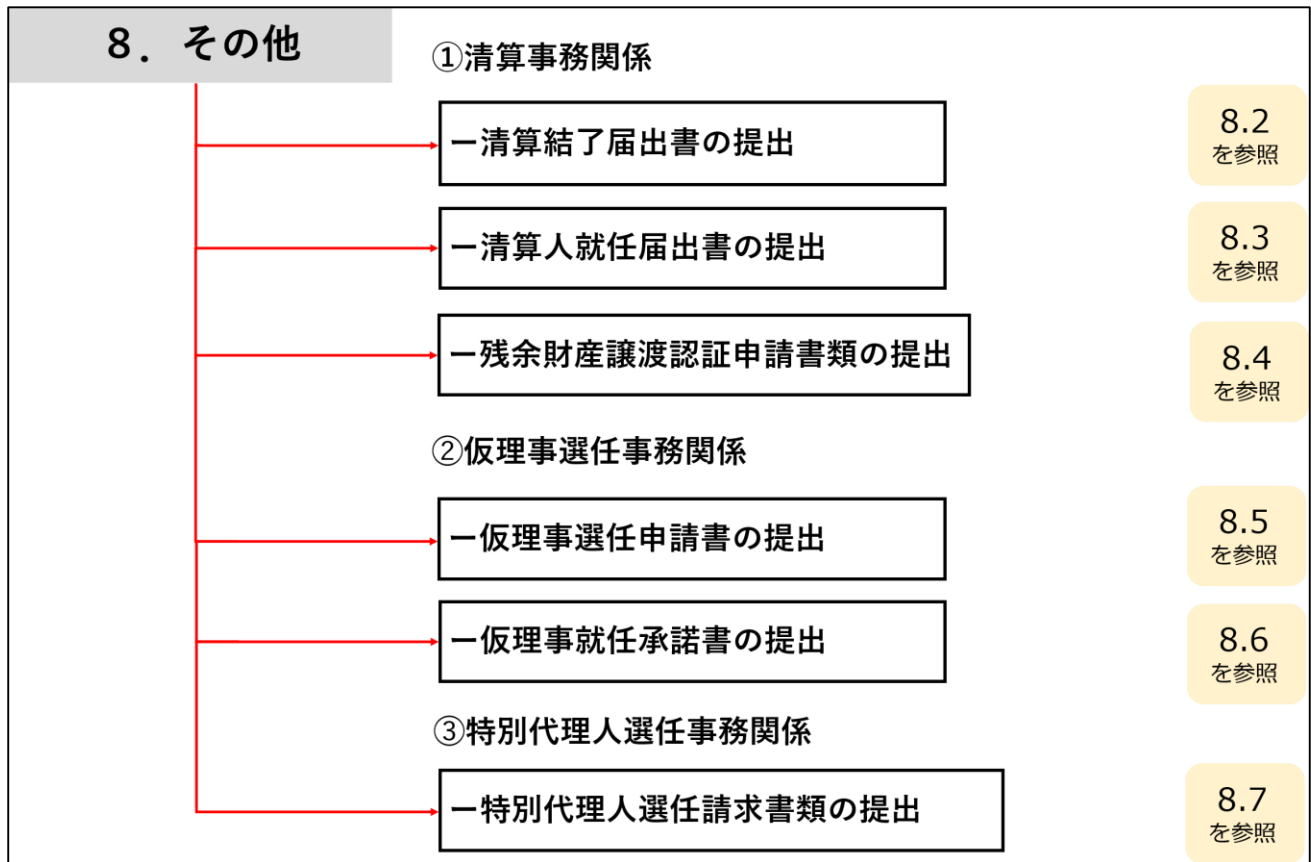 8．その他
①清算事務関係
ー清算結了届出書の提出
8.2
を参照
ー清算人就任届出書の提出
8.3
を参照
ー残余財産譲渡認証申請書類の提出
8.4
を参照
②仮理事選任事務関係
ー仮理事選任申請書の提出
8.5
を参照
ー仮理事就任承諾書の提出
8.6
を参照
③特別代理人選任事務関係
ー特別代理人選任請求書類の提出
8.7
を参照